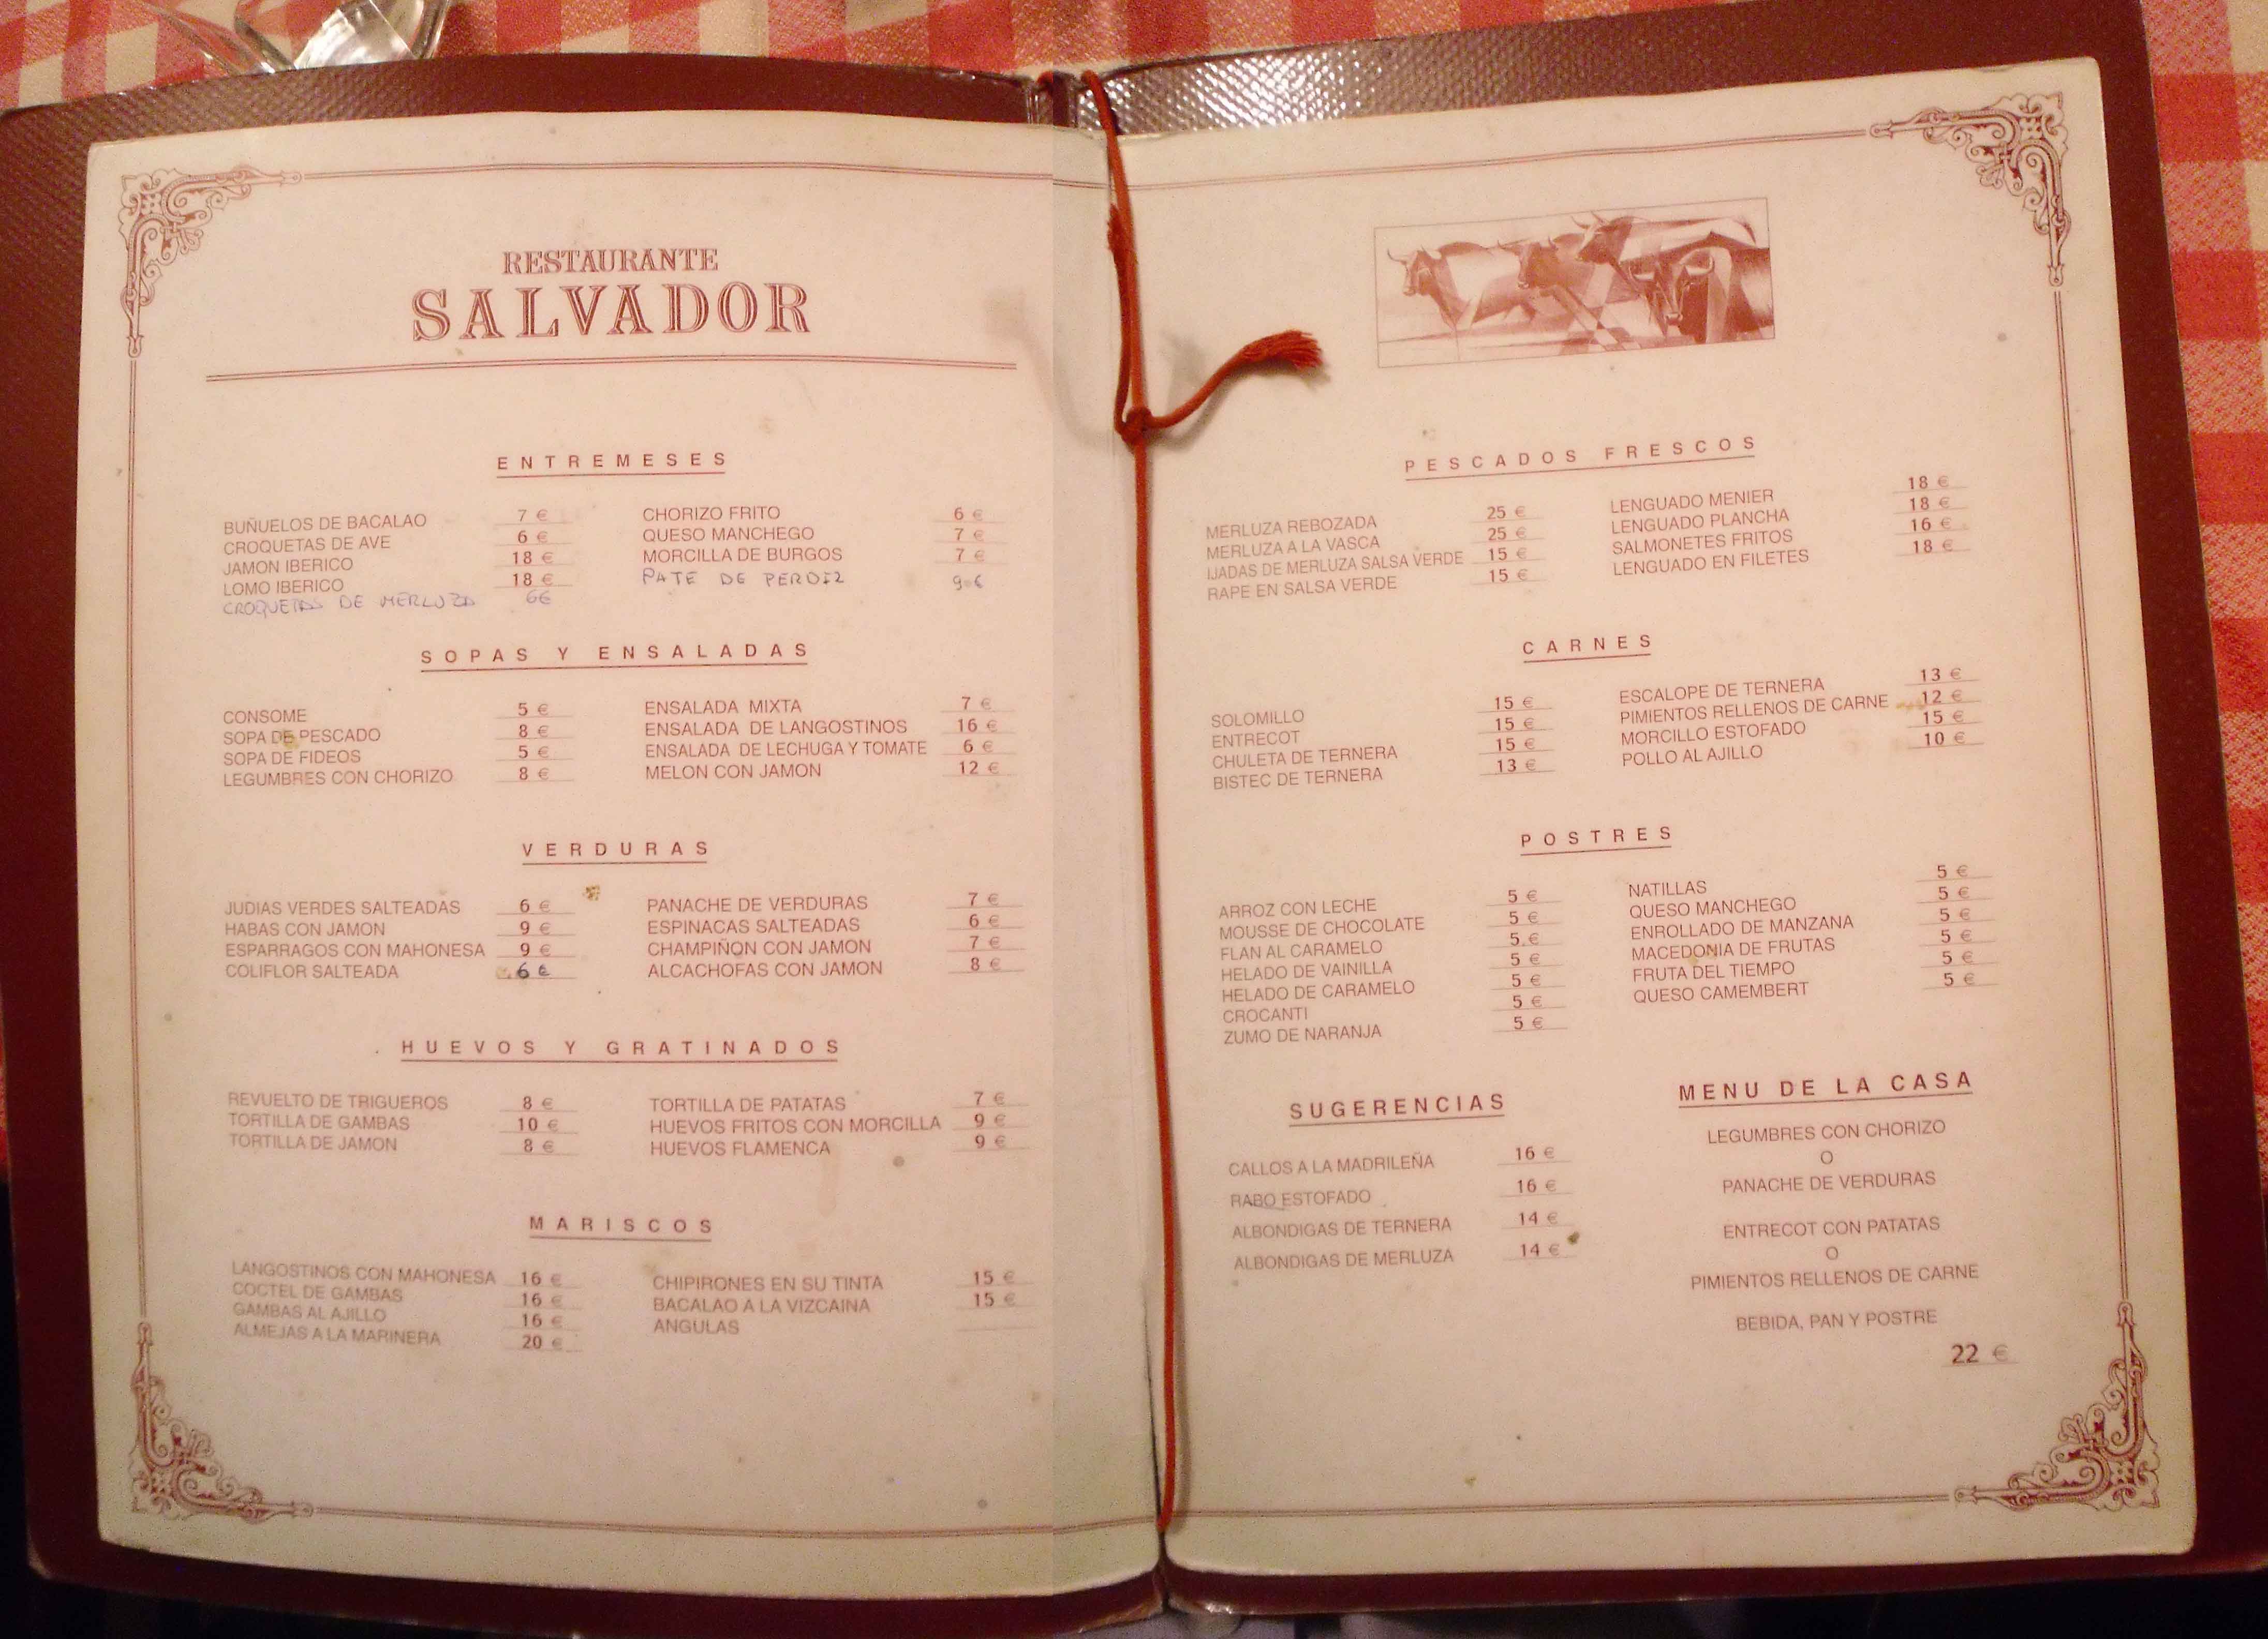 RESTAURANTE
SALVADOR
ENTREMESES
BUÑUELOS DE BACALAO 7 €
CROQUETAS DE AVE 6 €
JAMON IBERICO 18 €
LOMO IBERICO 18 €
CROQUETAS DE MERLUZA 6€
CHORIZO FRITO 6 €
QUESO MANCHEGO 7 €
MORCILLA DE BURGOS 7 €
PATE DE PERDIZ 9 €
SOPAS Y ENSALADAS
CONSOME 5 €
SOPA DE PESCADO 8 €
SOPA DE FIDEOS 5 €
LEGUMBRES CON CHORIZO 8 €
ENSALADA MIXTA 7 €
ENSALADA DE LANGOSTINOS 16 €
ENSALADA DE LECHUGA Y TOMATE 6 €
MELON CON JAMON 12 €
VERDURAS
JUDIAS VERDES SALTEADAS 6 €
HABAS CON JAMON 9 €
ESPARRAGOS CON MAHONESA 9 €
COLIFLOR SALTEADA 6 €
PANACHE DE VERDURAS 7 €
ESPINACAS SALTEADAS 6 €
CHAMPIÑON CON JAMON 7 €
ALCACHOFAS CON JAMON 8 €
HUEVOS Y GRATINADOS
REVUELTO DE TRIGUEROS 8 €
TORTILLA DE GAMBAS 10 €
TORTILLA DE JAMON 8 €
TORTILLA DE PATATAS 7 €
HUEVOS FRITOS CON MORCILLA 9 €
HUEVOS FLAMENCA 9 €
MARISCOS
LANGOSTINOS CON MAHONESA 16 €
COCTEL DE GAMBAS 16 €
GAMBAS AL AJILLO 16 €
ALMEJAS A LA MARINERA 20 €
CHIPIRONES EN SU TINTA 15 €
BACALAO A LA VIZCAINA 15 €
ANGULAS
PESCADOS FRESCOS
MERLUZA REBOZADA 25 €
MERLUZA A LA VASCA 25 €
IJADAS DE MERLUZA SALSA VERDE 15 €
RAPE EN SALSA VERDE 15 €
LENGUADO MENIER 18 €
LENGUADO PLANCHA 18 €
SALMONETES FRITOS 16 €
LENGUADO EN FILETES 18 €
CARNES
SOLOMILLO 15 €
ENTRECOT 15 €
CHULETA DE TERNERA 15 €
BISTEC DE TERNERA 13 €
ESCALOPE DE TERNERA 13 €
PIMIENTOS RELLENOS DE CARNE 12 €
MORCILLO ESTOFADO 15 €
POLLO AL AJILLO 10 €
POSTRES
ARROZ CON LECHE 5 €
MOUSSE DE CHOCOLATE 5 €
FLAN AL CARAMELO 5 €
HELADO DE VAINILLA 5 €
HELADO DE CARAMELO 5 €
CROCANTI 5 €
ZUMO DE NARANJA 5 €
NATILLAS 5 €
QUESO MANCHEGO 5 €
ENROLLADO DE MANZANA 5 €
MACEDONIA DE FRUTAS 5 €
FRUTA DEL TIEMPO 5 €
QUESO CAMEMBERT 5 €
SUGERENCIAS
CALLOS A LA MADRILEÑA 16 €
RABO ESTOFADO 16 €
ALBONDIGAS DE TERNERA 14 €
ALBONDIGAS DE MERLUZA 14 €
MENU DE LA CASA
LEGUMBRES CON CHORIZO
O
PANACHE DE VERDURAS
ENTRECOT CON PATATAS
O
PIMIENTOS RELLENOS DE CARNE
BEBIDA, PAN Y POSTRE
22 €